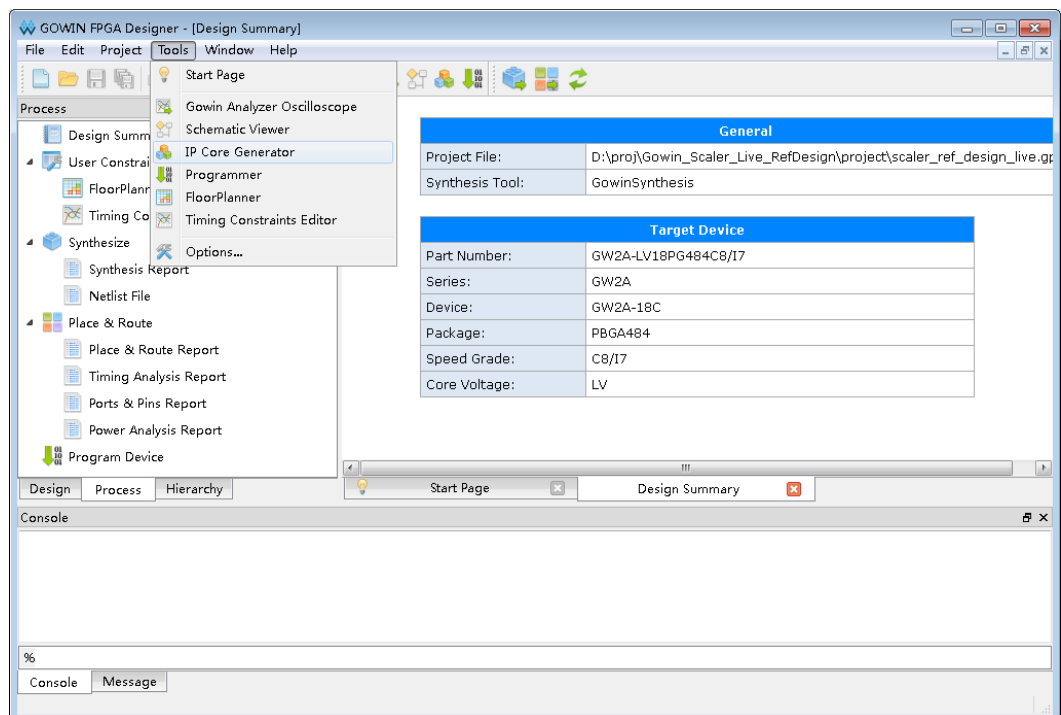 GOWIN FPGA Designer - [Design Summary]
File Edit Project Tools Window Help
Start Page
Gowin Analyzer Oscilloscope
Schematic Viewer
IP Core Generator
Programmer
FloorPlanner
Timing Constraints Editor
Options...
Process
Design Summ
User Constrai
FloorPlann
Timing Co
Synthesize
Synthesis Report
Netlist File
Place & Route
Place & Route Report
Timing Analysis Report
Ports & Pins Report
Power Analysis Report
Program Device
Design Process Hierarchy
General
Project File: D:\proj\Gowin_Scaler_Live_RefDesign\project\scaler_ref_design_live.gp
Synthesis Tool: GowinSynthesis
Target Device
Part Number: GW2A-LV18PG484C8/I7
Series: GW2A
Device: GW2A-18C
Package: PBGA484
Speed Grade: C8/I7
Core Voltage: LV
Start Page Design Summary
Console
%
Console Message